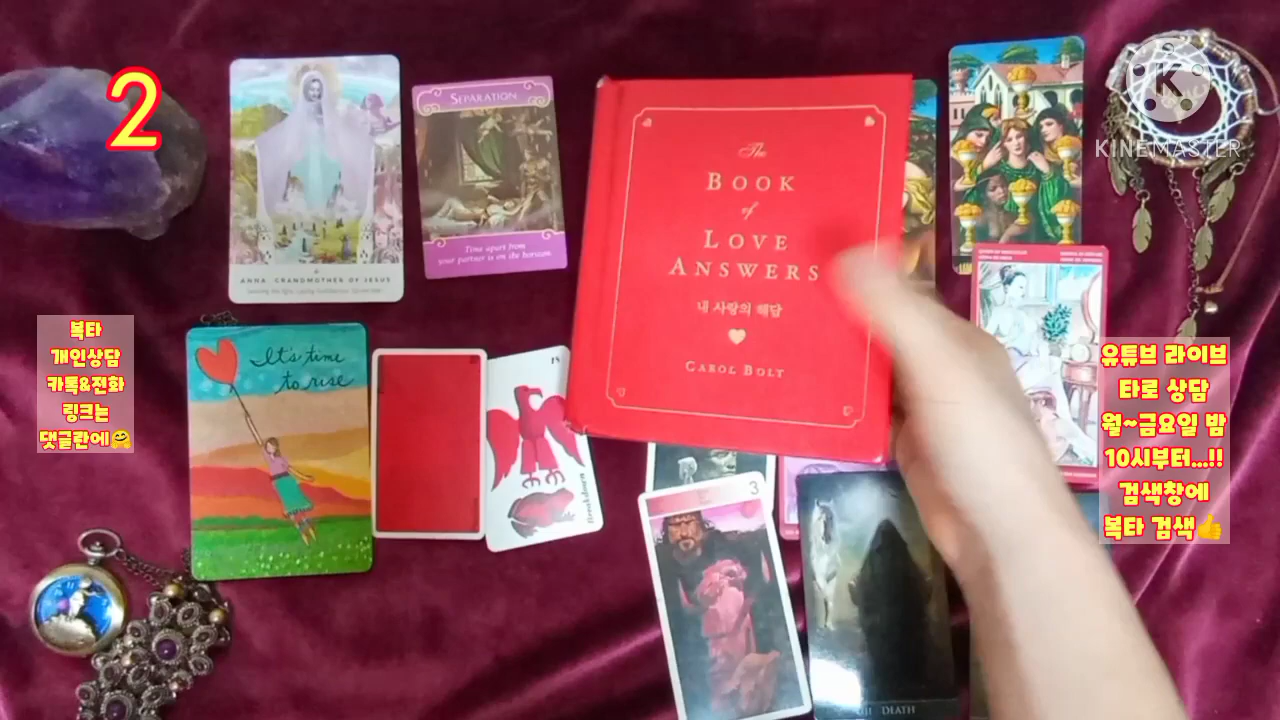 2
ANNA, GRANDMOTHER OF JESUS
SEPARATION
Time apart from
your partner is on the horizon.
The
BOOK
of
LOVE
ANSWERS
내 사랑의 해답
CAROL BOLT
K
KINEMASTER
복타
개인상담
카톡&전화
링크는
댓글란에🤗
It's time
to rise
Breakdown
3
DEATH
유튜브 라이브
타로 상담
월~금요일 밤
10시부터...!!
검색창에
복타 검색👍